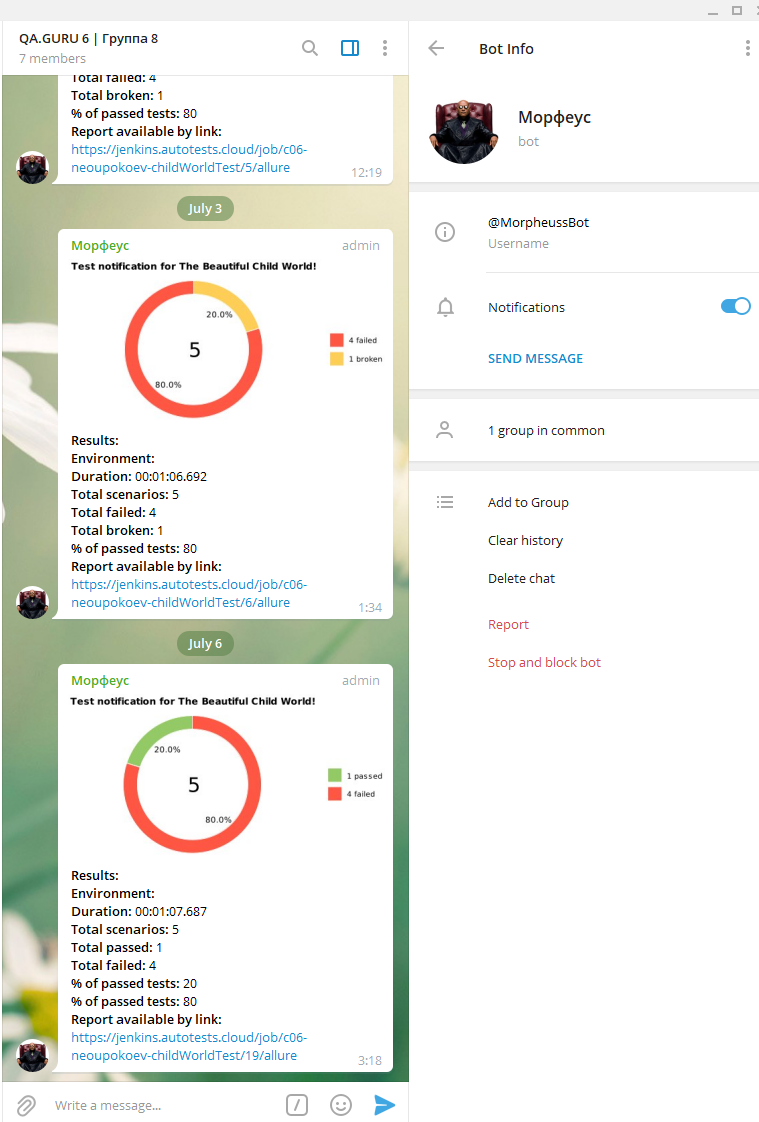 QA.GURU 6 | Группа 8
7 members
Total failed: 4
Total broken: 1
% of passed tests: 80
Report available by link:
https://jenkins.autotests.cloud/job/c06-
neoupokoev-childWorldTest/5/allure
12:19
July 3
Морфеус
admin
Test notification for The Beautiful Child World!
20.0%
5
80.0%
4 failed
1 broken
Results:
Environment:
Duration: 00:01:06.692
Total scenarios: 5
Total failed: 4
Total broken: 1
% of passed tests: 80
Report available by link:
https://jenkins.autotests.cloud/job/c06-
neoupokoev-childWorldTest/6/allure
1:34
July 6
Морфеус
admin
Test notification for The Beautiful Child World!
20.0%
5
80.0%
1 passed
4 failed
Results:
Environment:
Duration: 00:01:07.687
Total scenarios: 5
Total passed: 1
Total failed: 4
% of passed tests: 20
% of passed tests: 80
Report available by link:
https://jenkins.autotests.cloud/job/c06-
neoupokoev-childWorldTest/19/allure
3:18
Write a message...
Bot Info
Морфеус
bot
@MorpheussBot
Username
Notifications
SEND MESSAGE
1 group in common
Add to Group
Clear history
Delete chat
Report
Stop and block bot